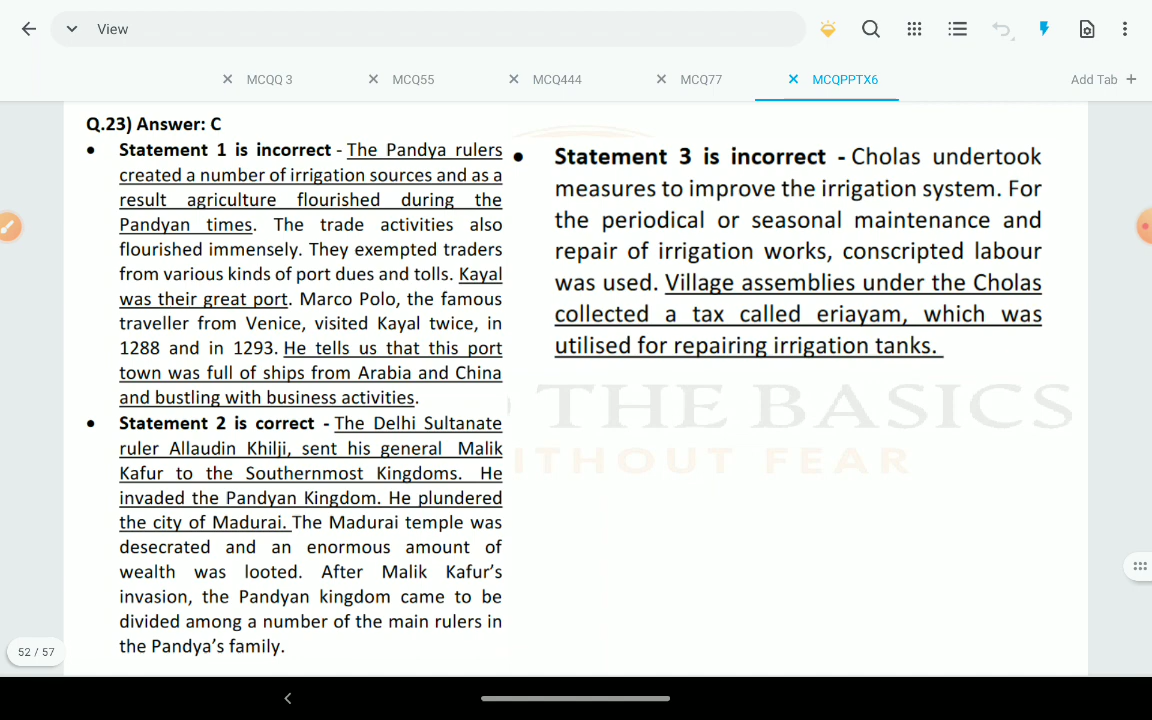 View
MCQQ 3
MCQ55
MCQ444
MCQ77
MCQPPTX6
Add Tab +
Q.23) Answer: C
• Statement 1 is incorrect - The Pandya rulers
created a number of irrigation sources and as a
result agriculture flourished during the
Pandyan times. The trade activities also
flourished immensely. They exempted traders
from various kinds of port dues and tolls. Kayal
was their great port. Marco Polo, the famous
traveller from Venice, visited Kayal twice, in
1288 and in 1293. He tells us that this port
town was full of ships from Arabia and China
and bustling with business activities.
• Statement 2 is correct - The Delhi Sultanate
ruler Allaudin Khilji, sent his general Malik
Kafur to the Southernmost Kingdoms. He
invaded the Pandyan Kingdom. He plundered
the city of Madurai. The Madurai temple was
desecrated and an enormous amount of
wealth was looted. After Malik Kafur's
invasion, the Pandyan kingdom came to be
divided among a number of the main rulers in
the Pandya's family.
• Statement 3 is incorrect - Cholas undertook
measures to improve the irrigation system. For
the periodical or seasonal maintenance and
repair of irrigation works, conscripted labour
was used. Village assemblies under the Cholas
collected a tax called eriayam, which was
utilised for repairing irrigation tanks.
THE BASICS
ITHOUT FEAR
52 / 57